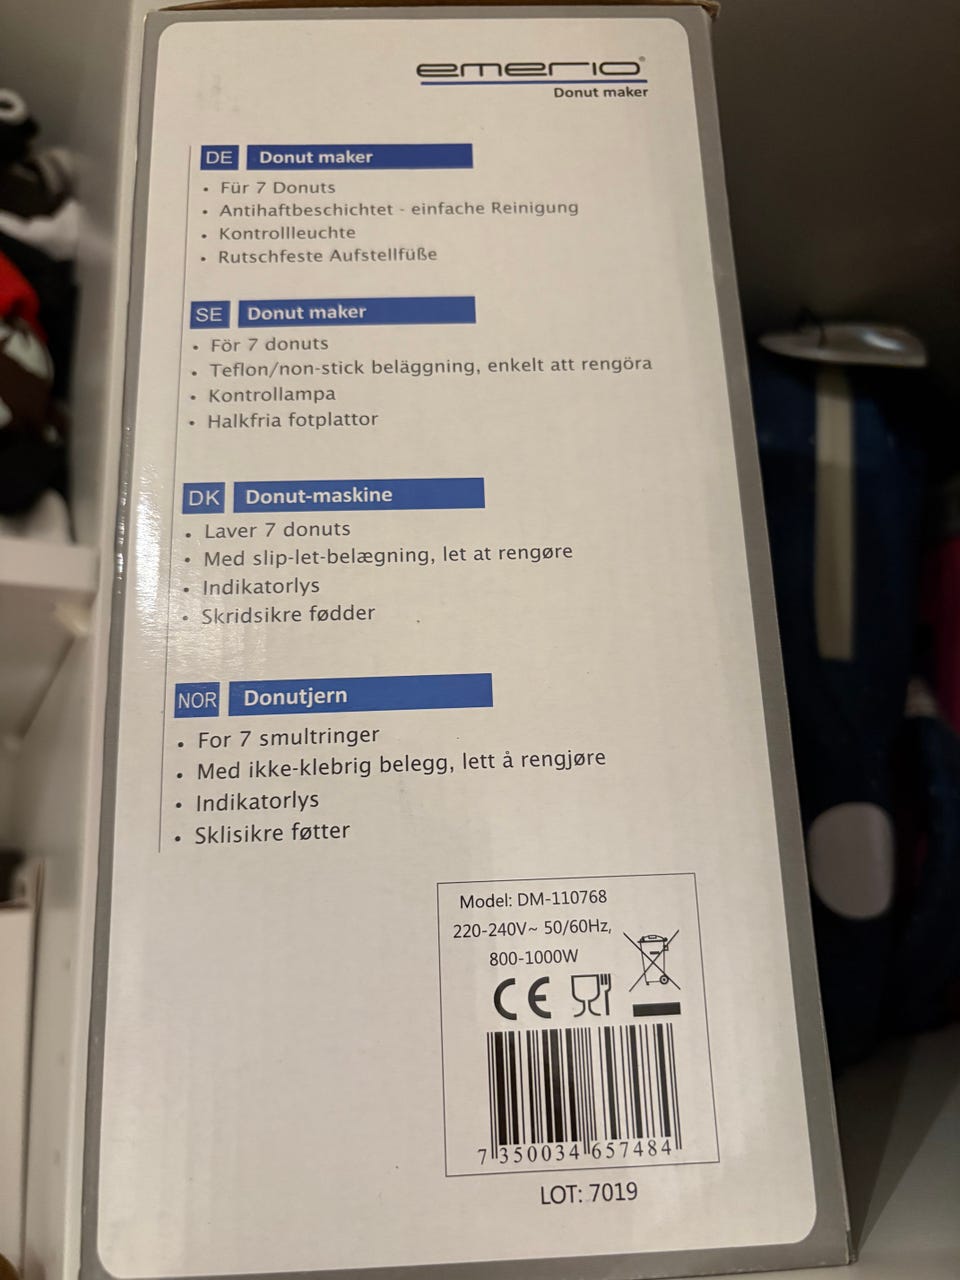 emerio®
Donut maker
DE Donut maker
• Für 7 Donuts
• Antihaftbeschichtet - einfache Reinigung
• Kontrollleuchte
• Rutschfeste Aufstellfüße
SE Donut maker
• För 7 donuts
• Teflon/non-stick beläggning, enkelt att rengöra
• Kontrollampa
• Halkfria fotplattor
DK Donut-maskine
• Laver 7 donuts
• Med slip-let-belægning, let at rengøre
• Indikatorlys
• Skridsikre fødder
NOR Donutjern
• For 7 smultringer
• Med ikke-klebrig belegg, lett å rengjøre
• Indikatorlys
• Sklisikre føtter
Model: DM-110768
220-240V~ 50/60Hz,
800-1000W
CE
7 350034 657484
LOT: 7019